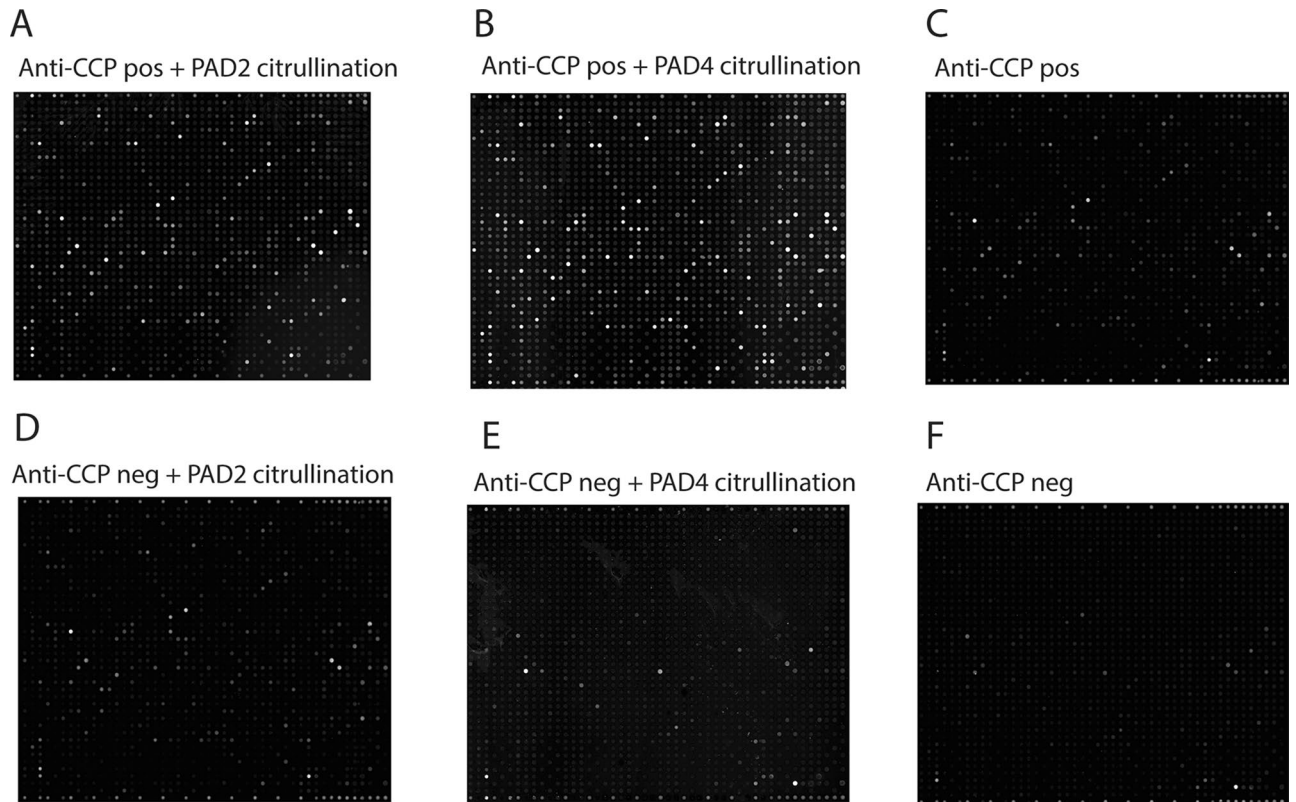 A
Anti-CCP pos + PAD2 citrullination
B
Anti-CCP pos + PAD4 citrullination
C
Anti-CCP pos
D
Anti-CCP neg + PAD2 citrullination
E
Anti-CCP neg + PAD4 citrullination
F
Anti-CCP neg